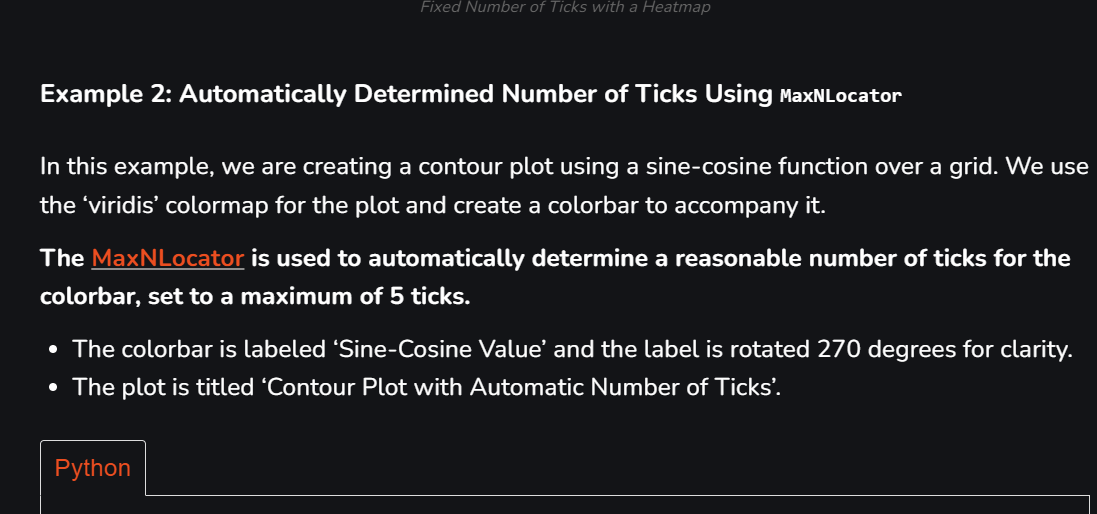 Fixed Number of Ticks with a Heatmap
Example 2: Automatically Determined Number of Ticks Using MaxNLocator
In this example, we are creating a contour plot using a sine-cosine function over a grid. We use
the ‘viridis’ colormap for the plot and create a colorbar to accompany it.
The MaxNLocator is used to automatically determine a reasonable number of ticks for the
colorbar, set to a maximum of 5 ticks.
• The colorbar is labeled ‘Sine-Cosine Value’ and the label is rotated 270 degrees for clarity.
• The plot is titled ‘Contour Plot with Automatic Number of Ticks’.
Python